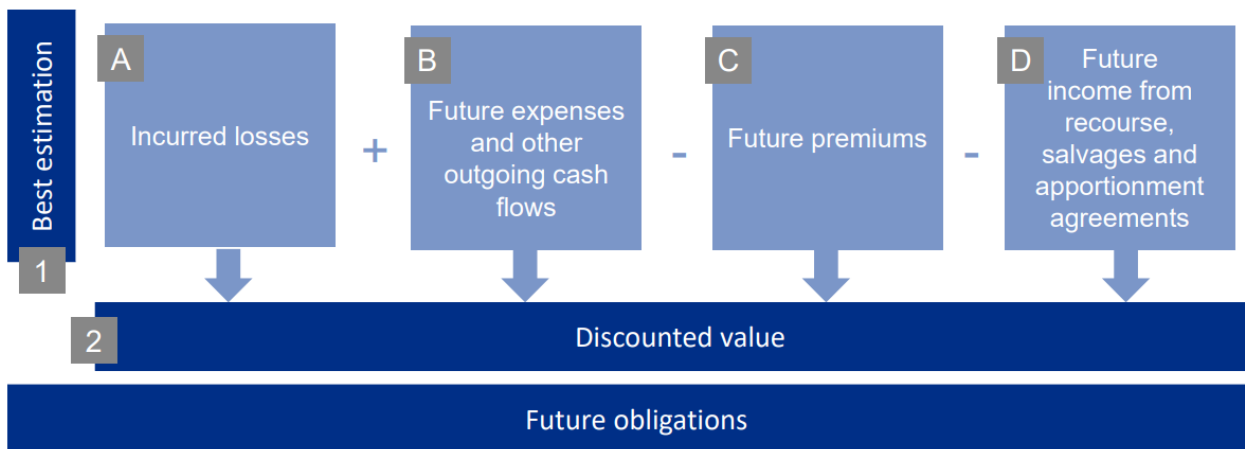 Best estimation
1
A
Incurred losses
+
B
Future expenses
and other
outgoing cash
flows
-
C
Future premiums
-
D
Future
income from
recourse,
salvages and
apportionment
agreements
2
Discounted value
Future obligations